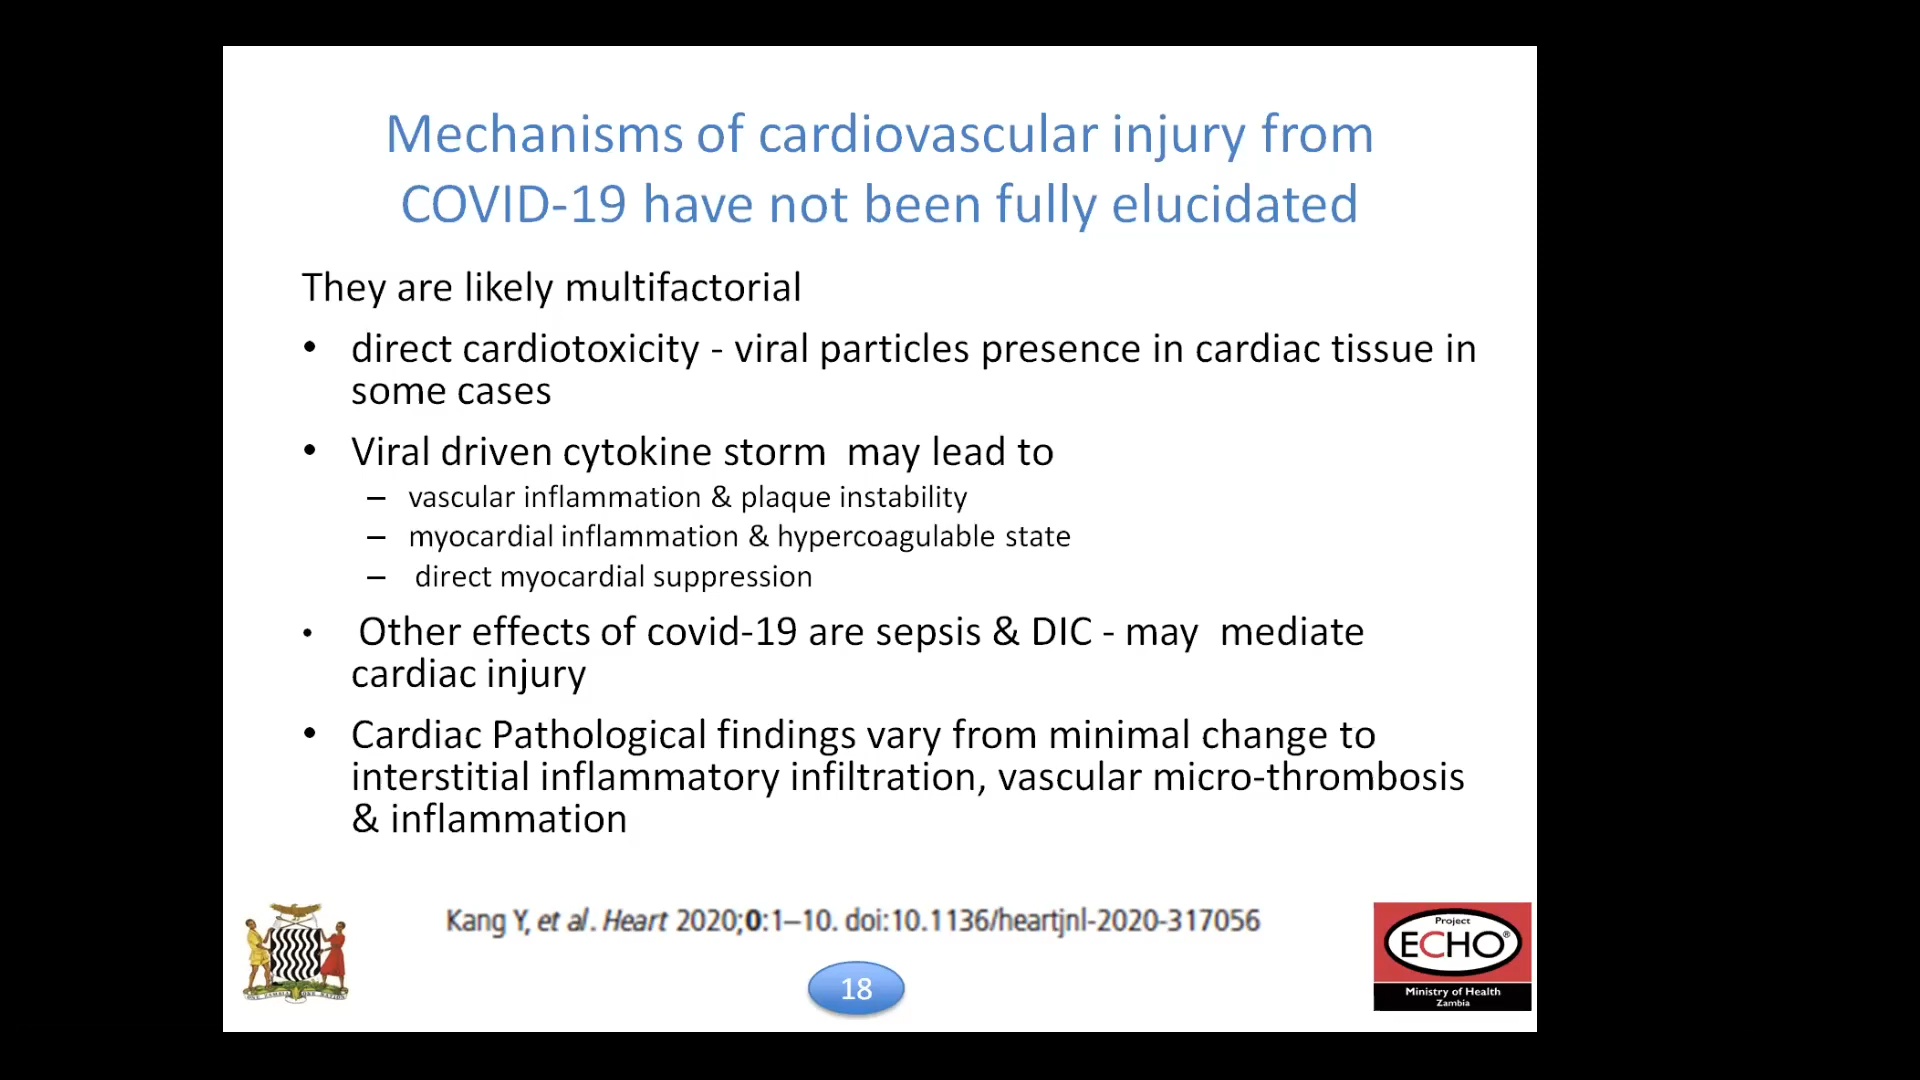 Mechanisms of cardiovascular injury from
COVID-19 have not been fully elucidated
They are likely multifactorial
• direct cardiotoxicity - viral particles presence in cardiac tissue in
some cases
• Viral driven cytokine storm  may lead to
– vascular inflammation & plaque instability
– myocardial inflammation & hypercoagulable state
– direct myocardial suppression
• Other effects of covid-19 are sepsis & DIC - may  mediate
cardiac injury
• Cardiac Pathological findings vary from minimal change to
interstitial inflammatory infiltration, vascular micro-thrombosis
& inflammation
Kang Y, et al. Heart 2020;0:1–10. doi:10.1136/heartjnl-2020-317056
ONE ZAMBIA ONE NATION
18
Project
ECHO®
Ministry of Health
Zambia